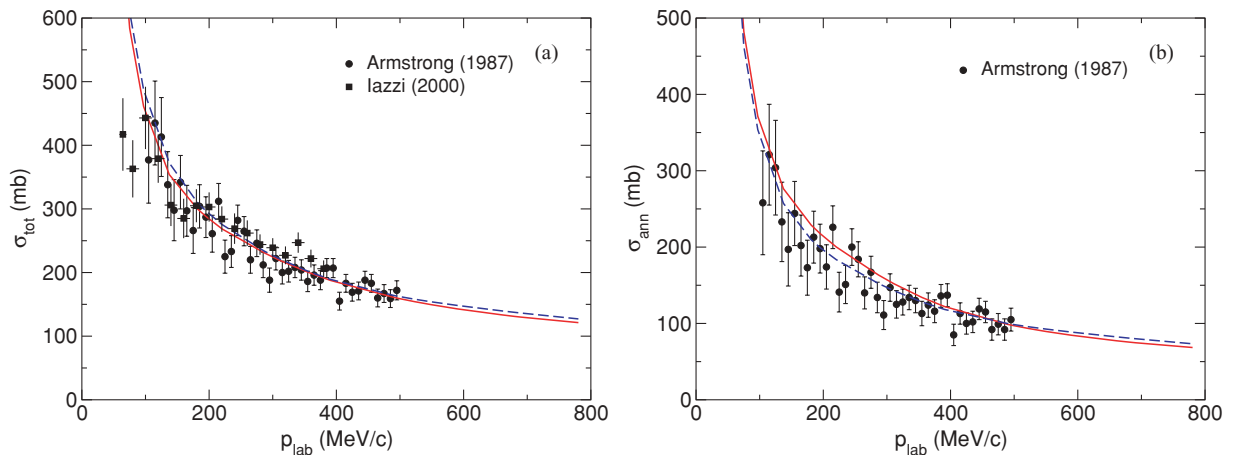 600
500
400
300
200
100
0
0 200 400 600 800
σtot (mb)
plab (MeV/c)
(a)
Armstrong (1987)
Iazzi (2000)
500
400
300
200
100
0
0 200 400 600 800
σann (mb)
plab (MeV/c)
(b)
Armstrong (1987)